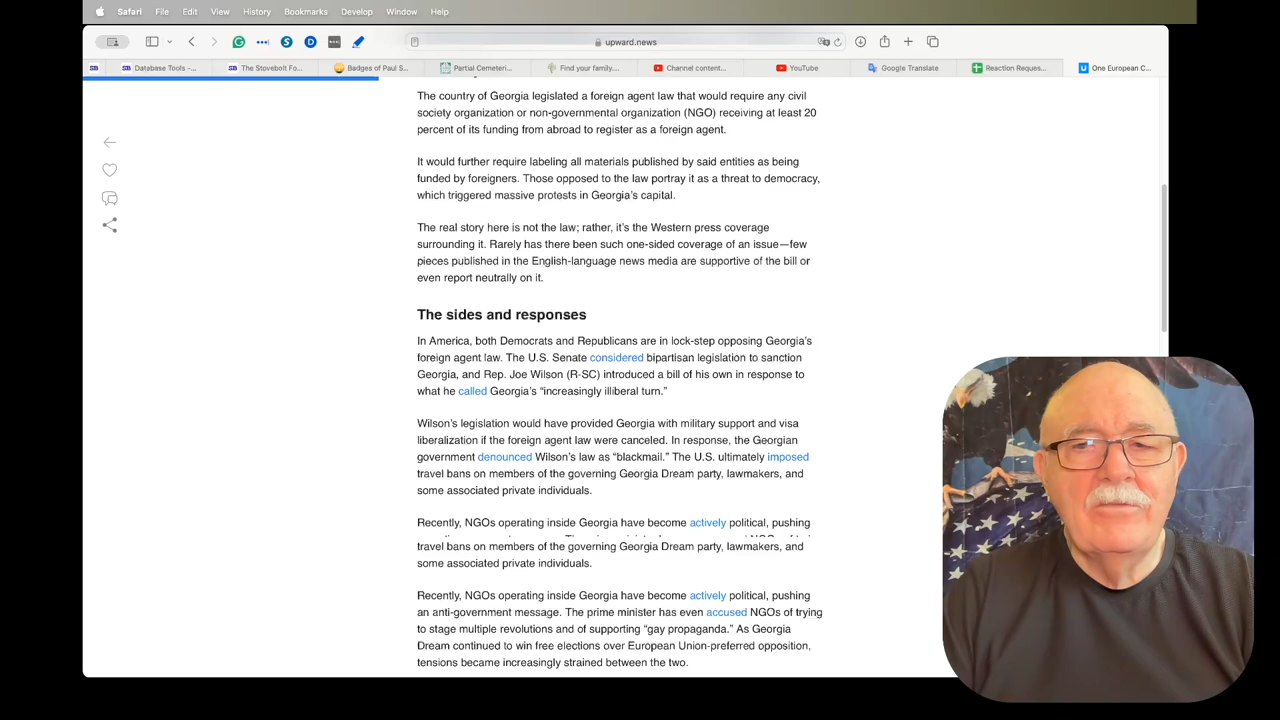 Safari File Edit View History Bookmarks Develop Window Help
upward.news
Database Tools -... The Stovebolt Fo... Badges of Paul S... Partial Cemeteri... Find your family.... Channel content... YouTube Google Translate Reaction Reques... One European C...
The country of Georgia legislated a foreign agent law that would require any civil
society organization or non-governmental organization (NGO) receiving at least 20
percent of its funding from abroad to register as a foreign agent.
It would further require labeling all materials published by said entities as being
funded by foreigners. Those opposed to the law portray it as a threat to democracy,
which triggered massive protests in Georgia’s capital.
The real story here is not the law; rather, it’s the Western press coverage
surrounding it. Rarely has there been such one-sided coverage of an issue—few
pieces published in the English-language news media are supportive of the bill or
even report neutrally on it.
The sides and responses
In America, both Democrats and Republicans are in lock-step opposing Georgia’s
foreign agent law. The U.S. Senate considered bipartisan legislation to sanction
Georgia, and Rep. Joe Wilson (R-SC) introduced a bill of his own in response to
what he called Georgia’s “increasingly illiberal turn.”
Wilson’s legislation would have provided Georgia with military support and visa
liberalization if the foreign agent law were canceled. In response, the Georgian
government denounced Wilson’s law as “blackmail.” The U.S. ultimately imposed
travel bans on members of the governing Georgia Dream party, lawmakers, and
some associated private individuals.
Recently, NGOs operating inside Georgia have become actively political, pushing
travel bans on members of the governing Georgia Dream party, lawmakers, and
some associated private individuals.
Recently, NGOs operating inside Georgia have become actively political, pushing
an anti-government message. The prime minister has even accused NGOs of trying
to stage multiple revolutions and of supporting “gay propaganda.” As Georgia
Dream continued to win free elections over European Union-preferred opposition,
tensions became increasingly strained between the two.